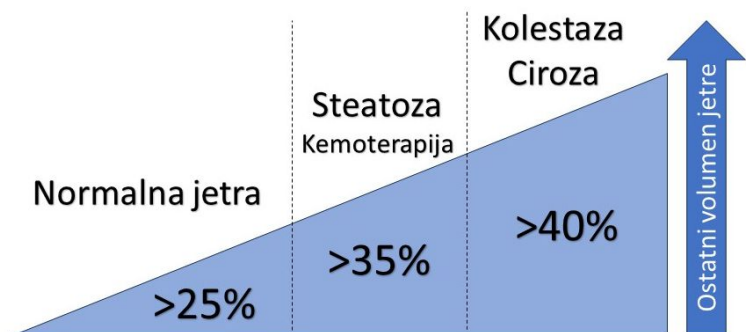 Normalna jetra
>25%
Steatoza
Kemoterapija
>35%
Kolestaza
Ciroza
>40%
Ostatni volumen jetre